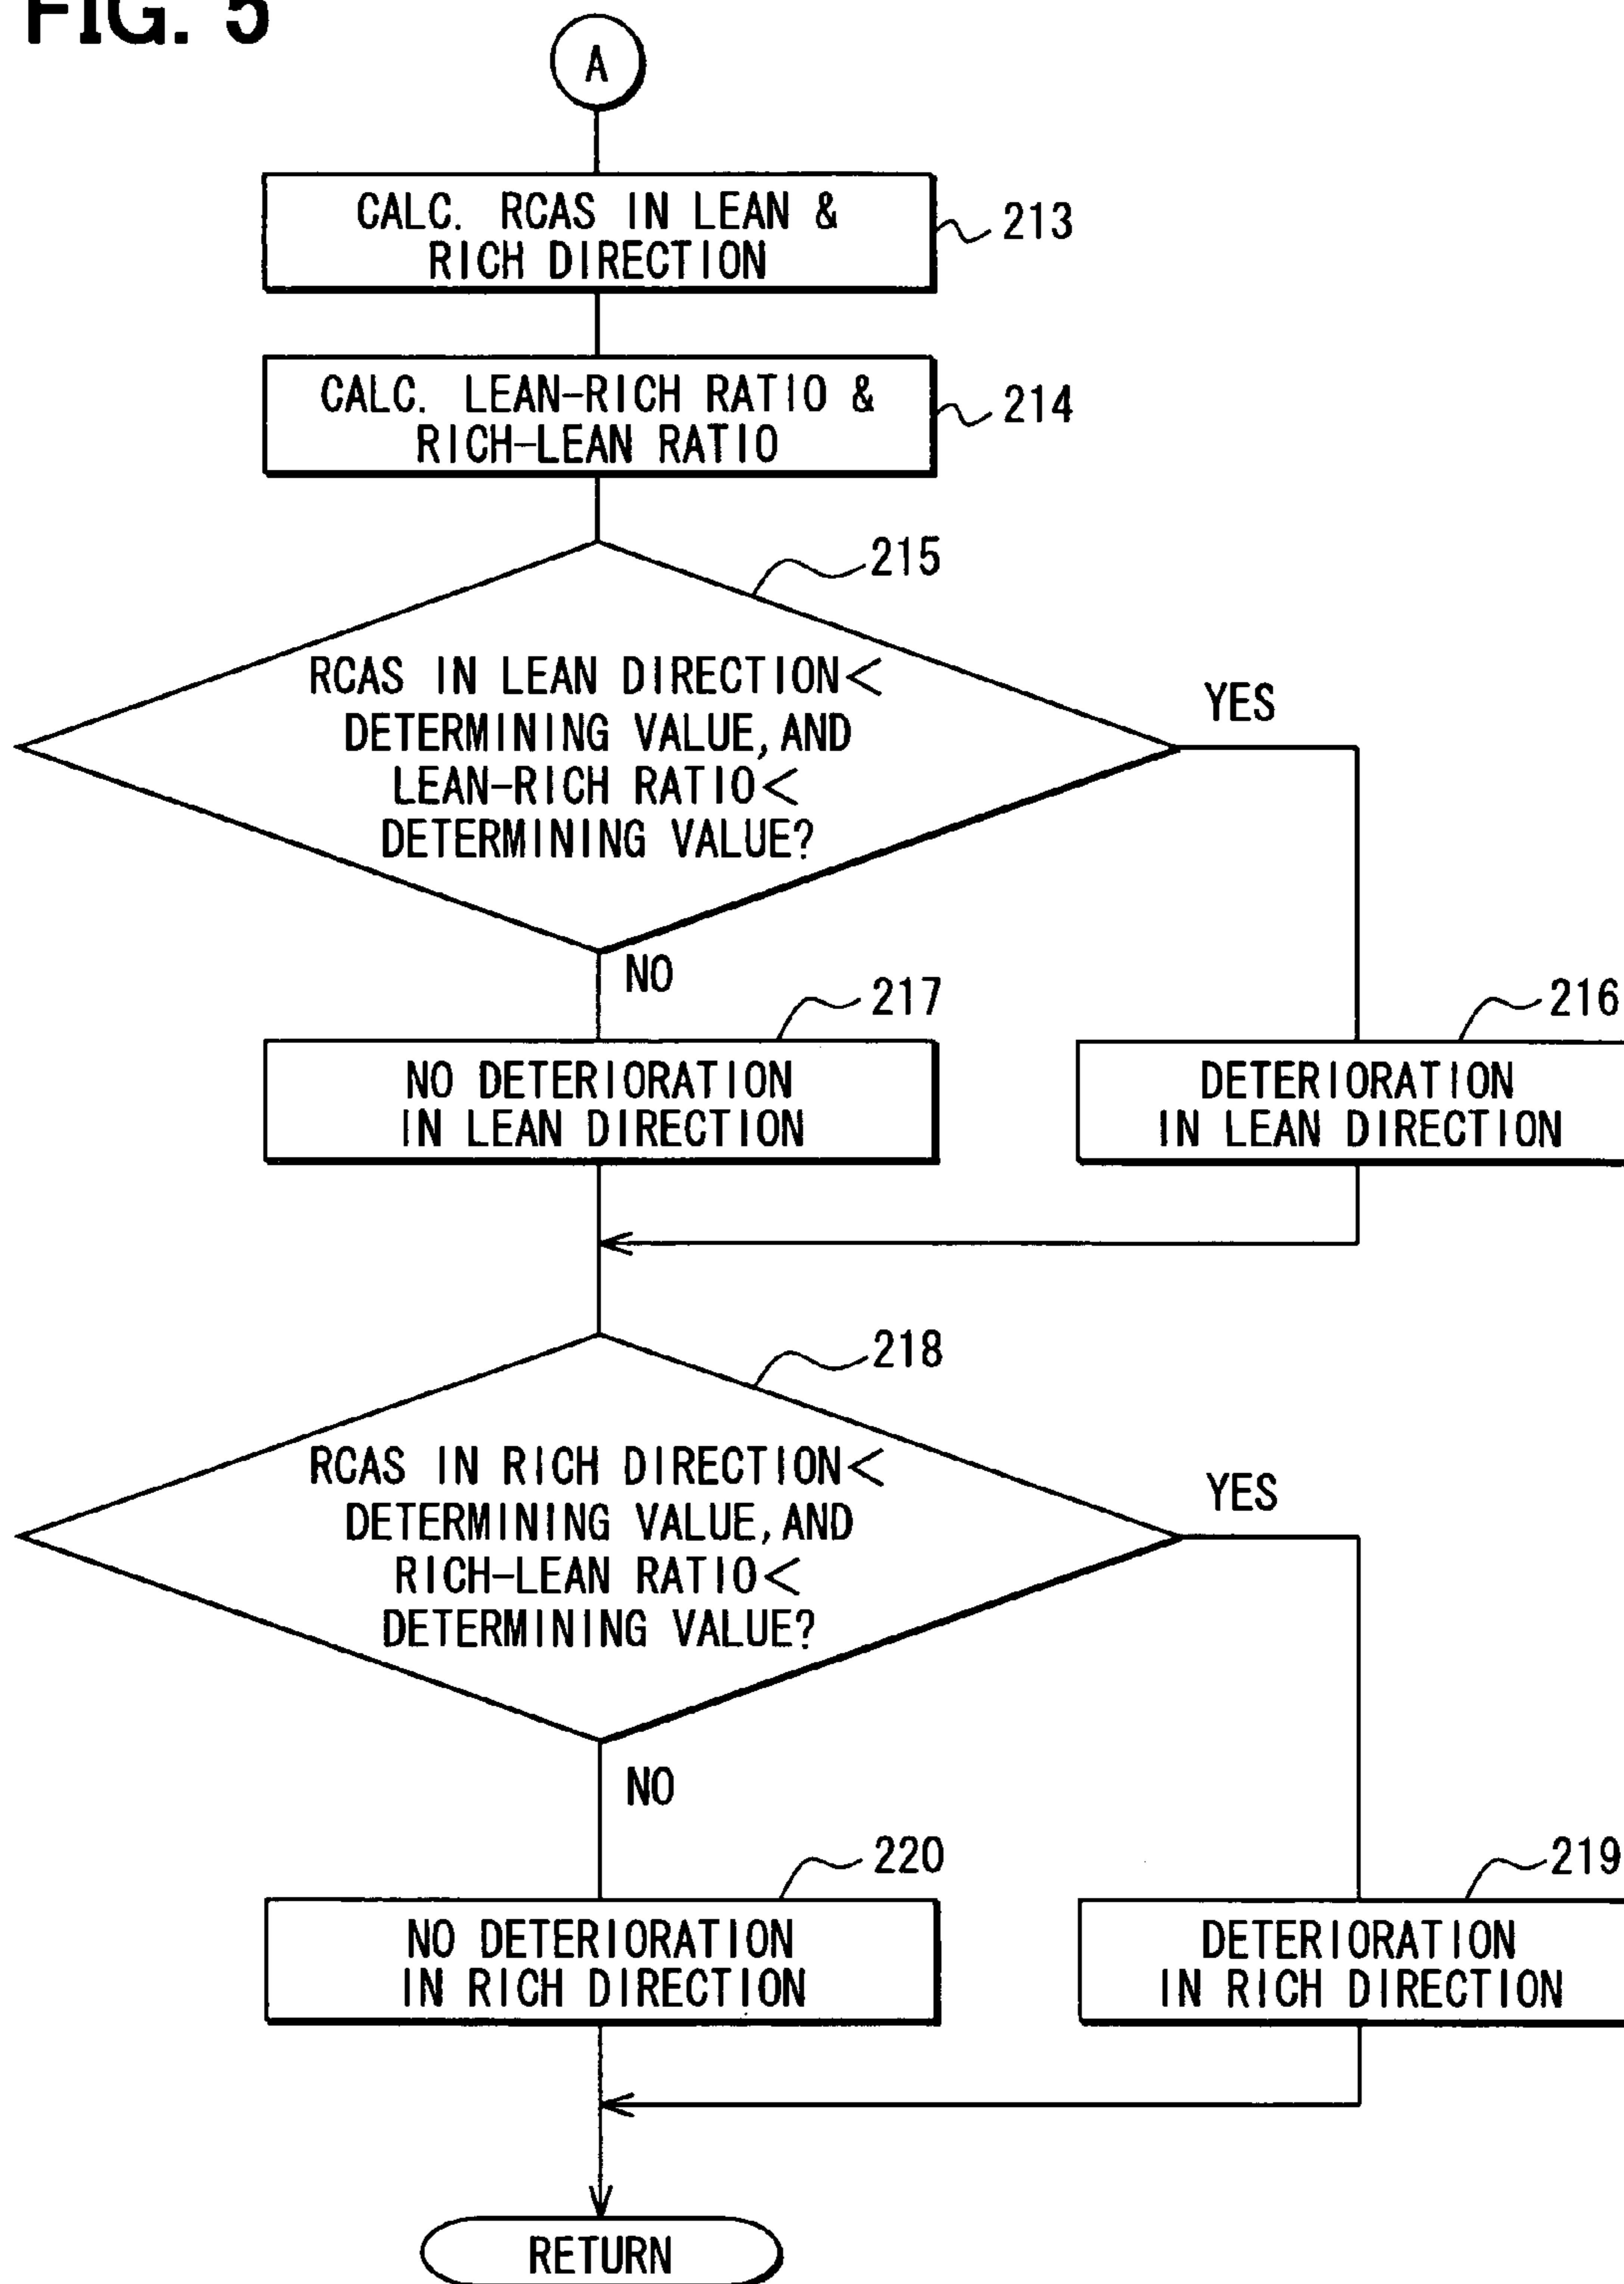 FIG. 5
A
CALC. RCAS IN LEAN &
RICH DIRECTION
213
CALC. LEAN-RICH RATIO &
RICH-LEAN RATIO
214
215
RCAS IN LEAN DIRECTION<
DETERMINING VALUE, AND
LEAN-RICH RATIO<
DETERMINING VALUE?
YES
NO
217
216
NO DETERIORATION
IN LEAN DIRECTION
DETERIORATION
IN LEAN DIRECTION
218
RCAS IN RICH DIRECTION<
DETERMINING VALUE, AND
RICH-LEAN RATIO<
DETERMINING VALUE?
YES
NO
220
219
NO DETERIORATION
IN RICH DIRECTION
DETERIORATION
IN RICH DIRECTION
RETURN